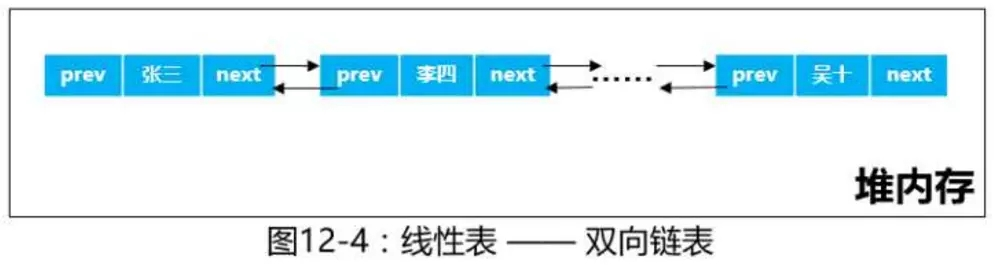 prev 张三 next prev 李四 next ...... prev 吴十 next
堆内存
图12-4：线性表 —— 双向链表